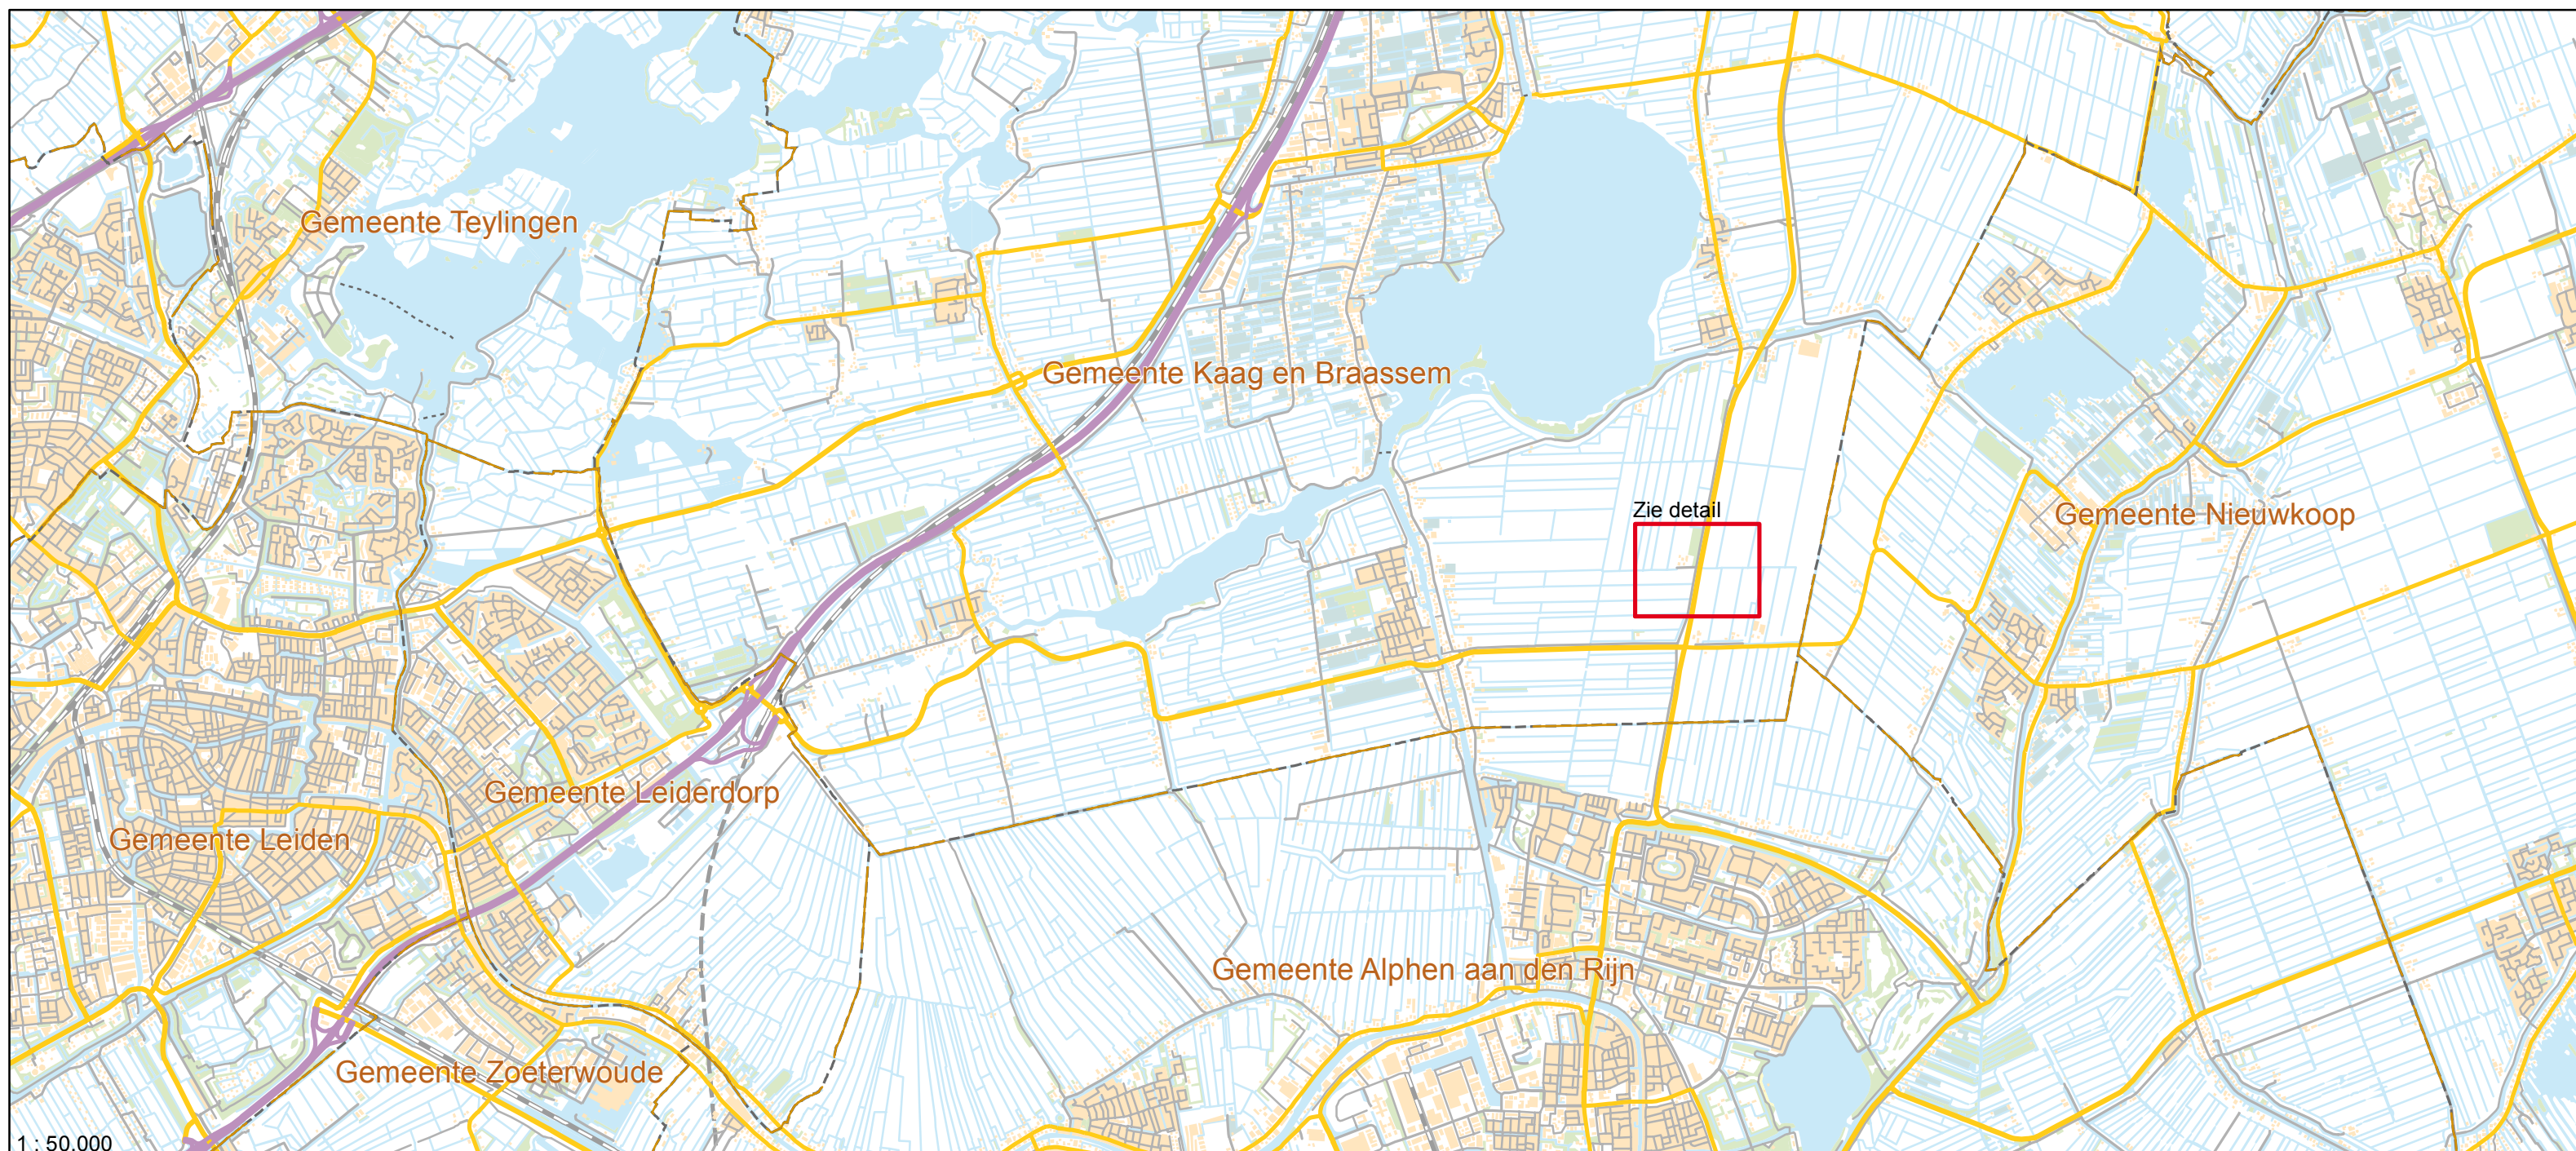 Gemeente Teylingen
Gemeente Kaag en Braassem
Zie detail
Gemeente Nieuwkoop
Gemeente Leiderdorp
Gemeente Leiden
Gemeente Alphen aan den Rijn
Gemeente Zoeterwoude
1 : 50.000